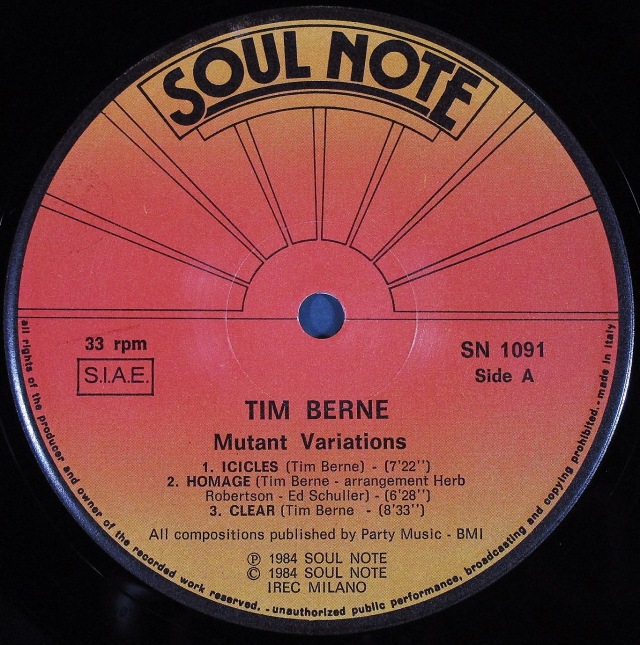 SOUL NOTE
33 rpm
S.I.A.E.
SN 1091
Side A
TIM BERNE
Mutant Variations
1. ICICLES (Tim Berne) - (7'22'')
2. HOMAGE (Tim Berne - arrangement Herb
Robertson - Ed Schuller) - (6'28'')
3. CLEAR (Tim Berne - (8'33'')
All compositions published by Party Music - BMI
℗ 1984 SOUL NOTE
© 1984 SOUL NOTE
IREC MILANO
all rights of the producer and owner of the recorded work reserved. - unauthorized public performance, broadcasting and copying prohibited. - made in italy